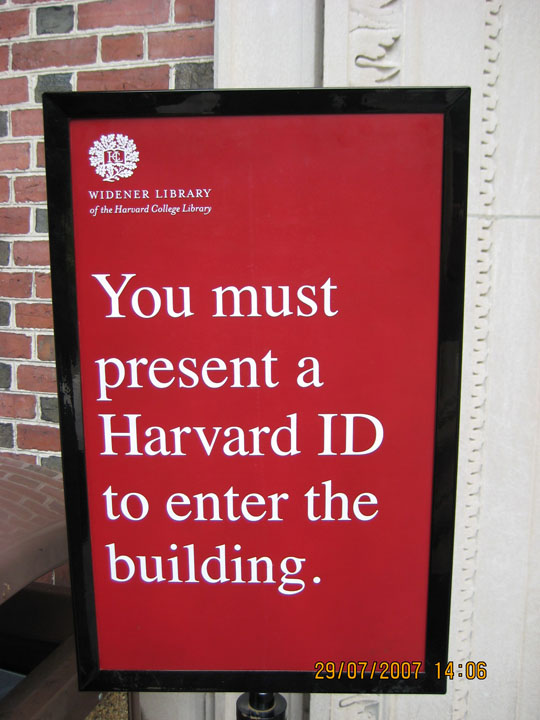 WIDENER LIBRARY
of the Harvard College Library
You must
present a
Harvard ID
to enter the
building.
29/07/2007 14:06